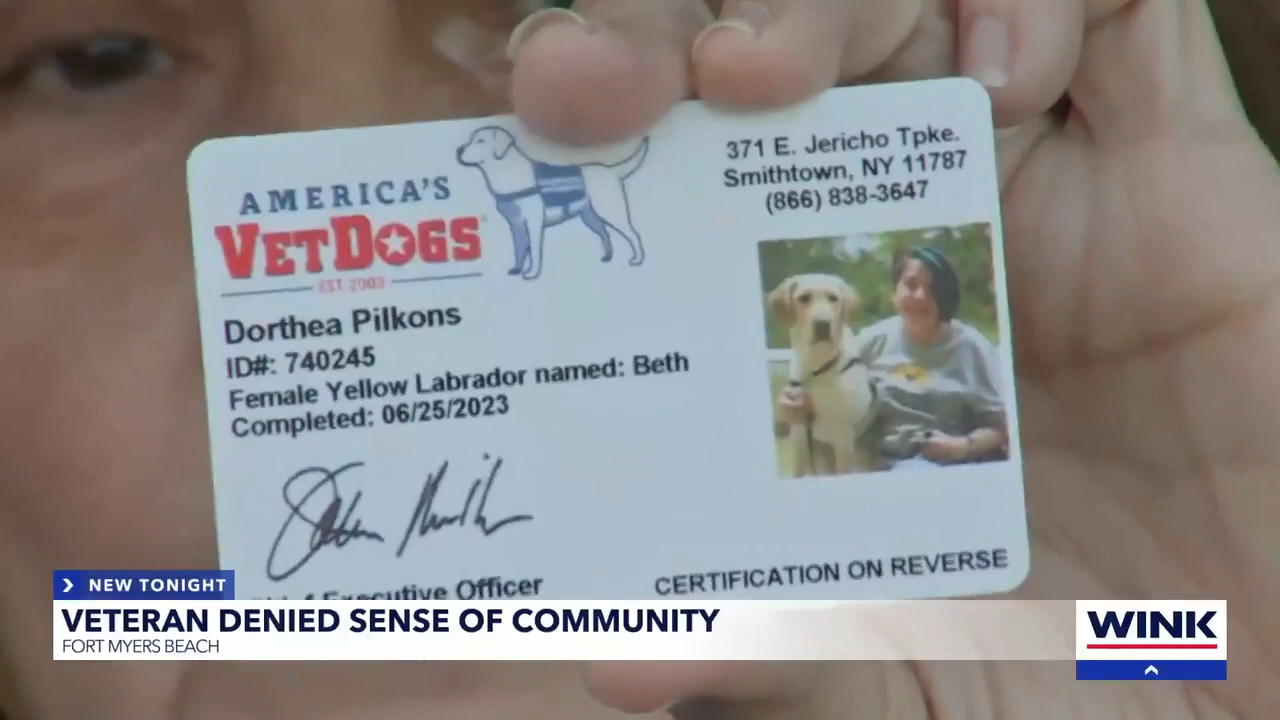 AMERICA'S
VETDOGS
EST. 2003
371 E. Jericho Tpke.
Smithtown, NY 11787
(866) 838-3647
Dorthea Pilkons
ID#: 740245
Female Yellow Labrador named: Beth
Completed: 06/25/2023
Executive Officer
CERTIFICATION ON REVERSE
NEW TONIGHT
VETERAN DENIED SENSE OF COMMUNITY
FORT MYERS BEACH
WINK